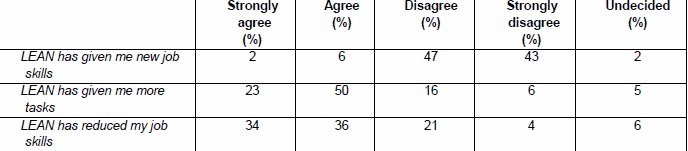 Strongly agree (%) Agree (%) Disagree (%) Strongly disagree (%) Undecided (%)
LEAN has given me new job skills 2 6 47 43 2
LEAN has given me more tasks 23 50 16 6 5
LEAN has reduced my job skills 34 36 21 4 6